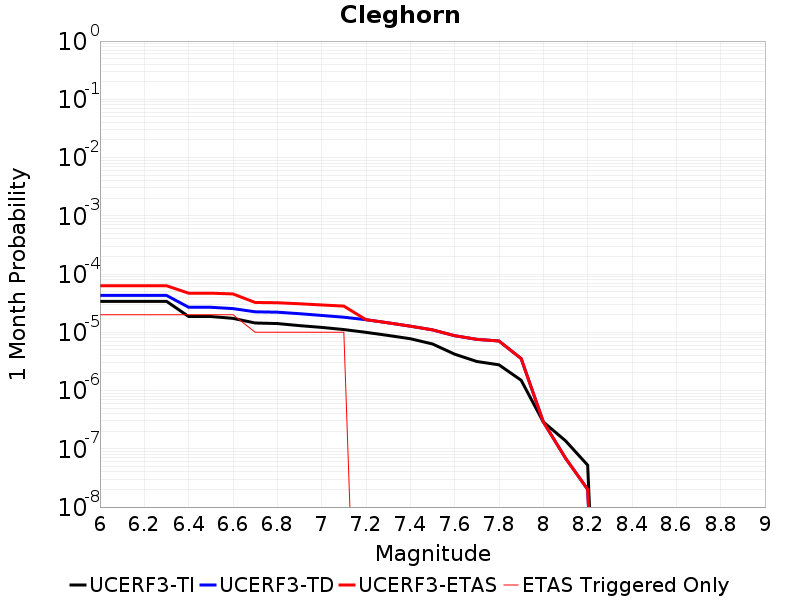 Cleghorn
1 Month Probability
10^0
10^-1
10^-2
10^-3
10^-4
10^-5
10^-6
10^-7
10^-8
6 6.2 6.4 6.6 6.8 7 7.2 7.4 7.6 7.8 8 8.2 8.4 8.6 8.8 9
Magnitude
UCERF3-TI UCERF3-TD UCERF3-ETAS ETAS Triggered Only